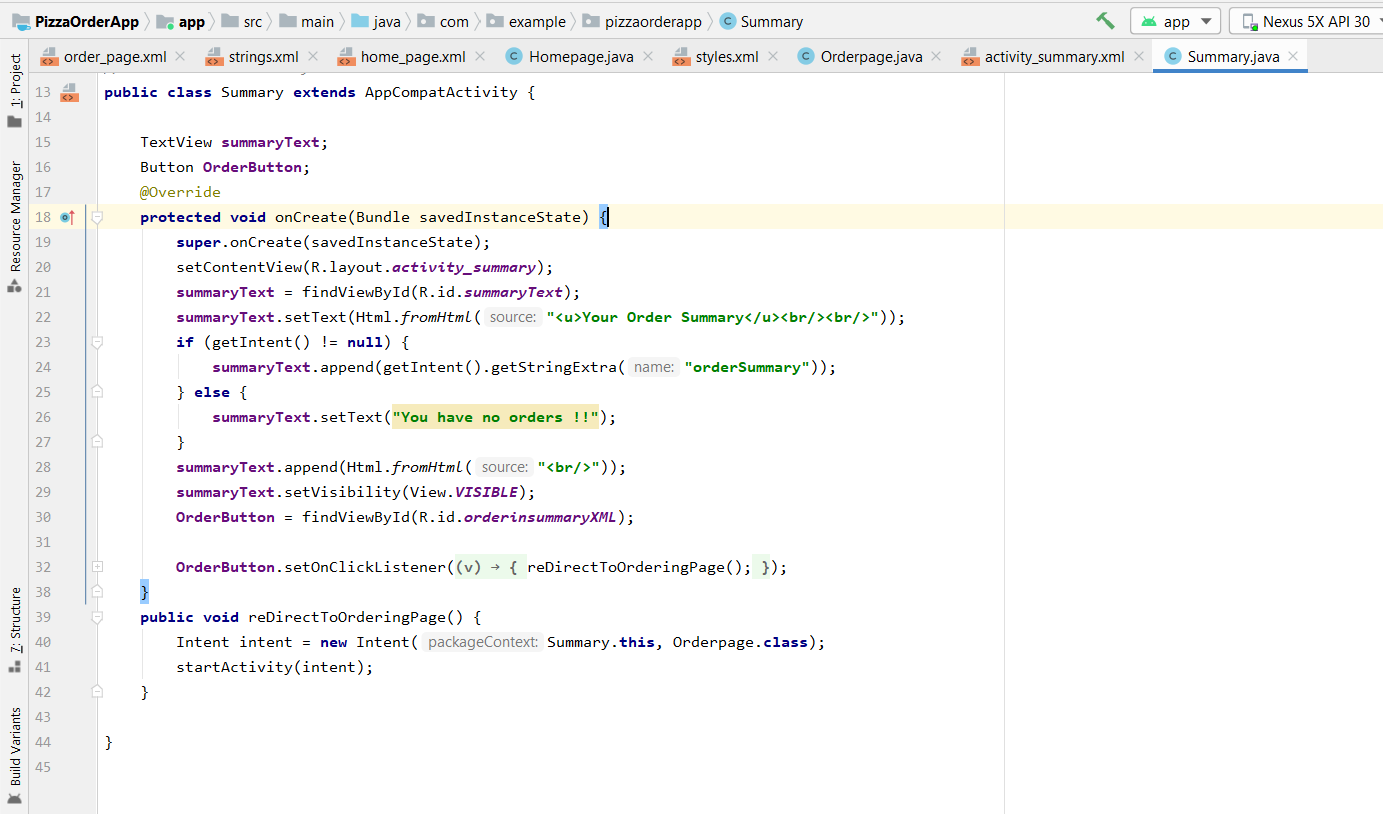 PizzaOrderApp app src main java com example pizzaorderapp C Summary app Nexus 5X API 30
order_page.xml strings.xml home_page.xml C Homepage.java styles.xml C Orderpage.java activity_summary.xml C Summary.java
1: Project
Resource Manager
7: Structure
Build Variants
13 public class Summary extends AppCompatActivity {
14
15 TextView summaryText;
16 Button OrderButton;
17 @Override
18 protected void onCreate(Bundle savedInstanceState) {
19 super.onCreate(savedInstanceState);
20 setContentView(R.layout.activity_summary);
21 summaryText = findViewById(R.id.summaryText);
22 summaryText.setText(Html.fromHtml( source: "<u>Your Order Summary</u><br/><br/>"));
23 if (getIntent() != null) {
24 summaryText.append(getIntent().getStringExtra( name: "orderSummary"));
25 } else {
26 summaryText.setText("You have no orders !!");
27 }
28 summaryText.append(Html.fromHtml( source: "<br/>"));
29 summaryText.setVisibility(View.VISIBLE);
30 OrderButton = findViewById(R.id.orderinsummaryXML);
31
32 OrderButton.setOnClickListener((v) → { reDirectToOrderingPage(); });
38 }
39 public void reDirectToOrderingPage() {
40 Intent intent = new Intent( packageContext: Summary.this, Orderpage.class);
41 startActivity(intent);
42 }
43
44 }
45